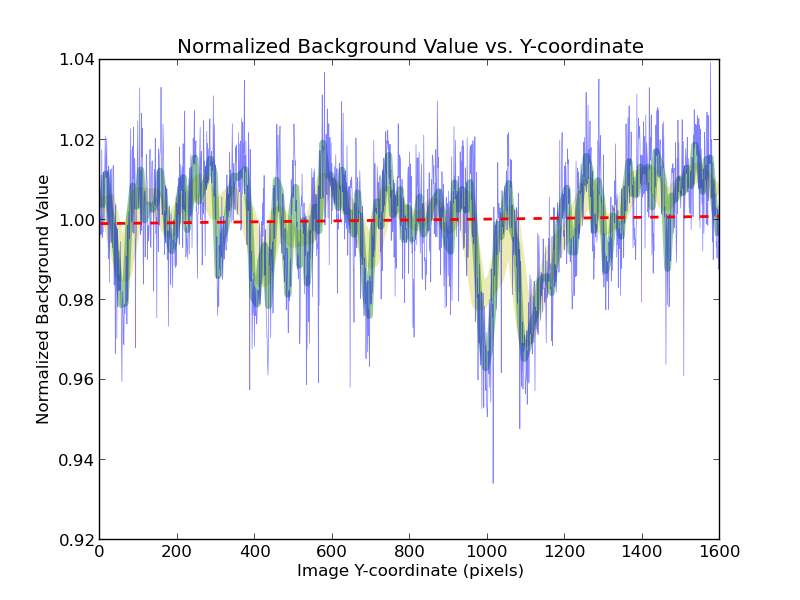 Normalized Background Value vs. Y-coordinate
1.04
1.02
1.00
0.98
0.96
0.94
0.92
Normalized Background Value
0 200 400 600 800 1000 1200 1400 1600
Image Y-coordinate (pixels)